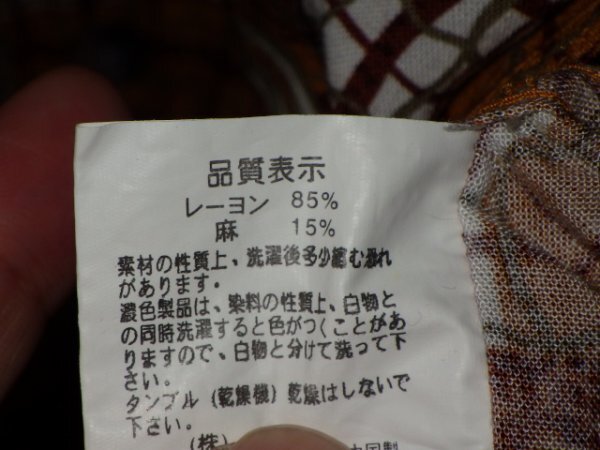 品質表示
レーヨン 85%
麻 15%
素材の性質上、洗濯後多少縮む恐れ
があります。
濃色製品は、染料の性質上、白物と
の同時洗濯すると色がつくことがあ
りますので、白物と分けて洗って下
さい。
タンブル（乾燥機）乾燥はしないで
下さい。
（株）
中国製